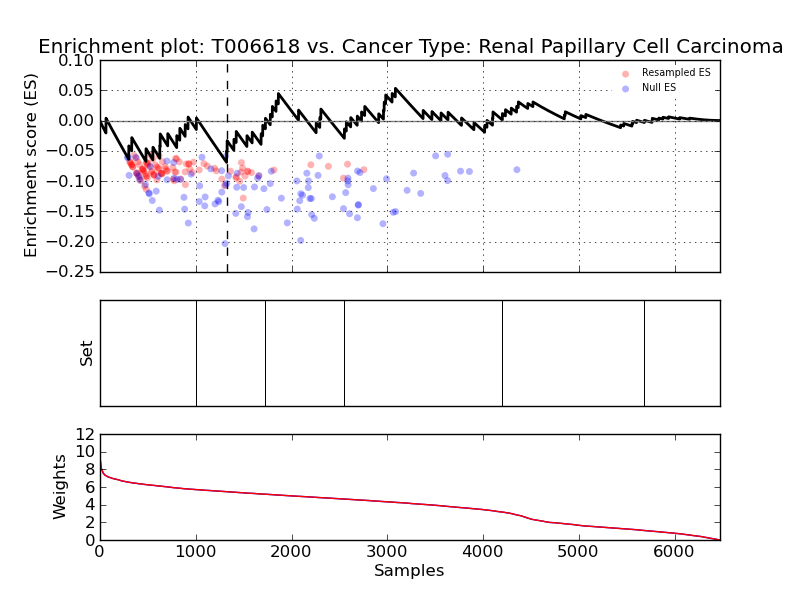 Enrichment plot: T006618 vs. Cancer Type: Renal Papillary Cell Carcinoma
0.10
0.05
0.00
−0.05
−0.10
−0.15
−0.20
−0.25
Enrichment score (ES)
Resampled ES
Null ES
Set
12
10
8
6
4
2
0
Weights
0 1000 2000 3000 4000 5000 6000
Samples